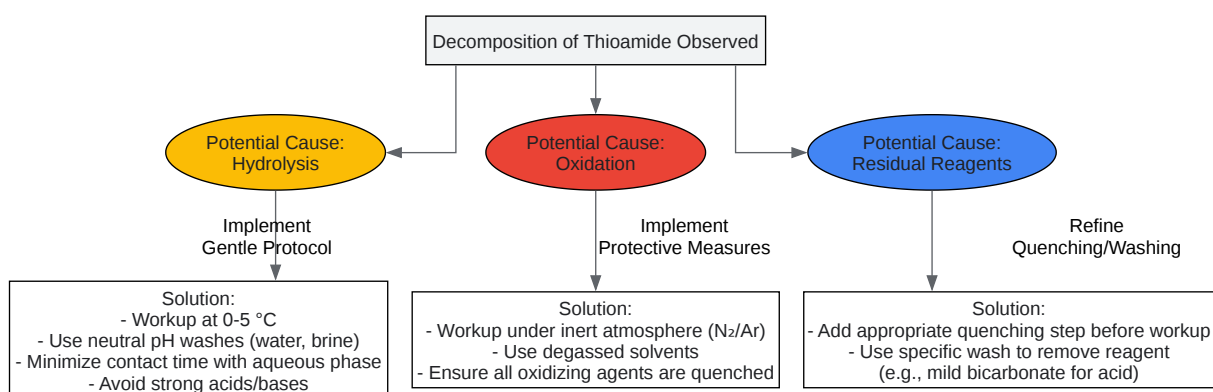 Decomposition of Thioamide Observed
Potential Cause:
Hydrolysis
Potential Cause:
Oxidation
Potential Cause:
Residual Reagents
Implement
Gentle Protocol
Implement
Protective Measures
Refine
Quenching/Washing
Solution:
- Workup at 0-5 °C
- Use neutral pH washes (water, brine)
- Minimize contact time with aqueous phase
- Avoid strong acids/bases
Solution:
- Workup under inert atmosphere (N₂/Ar)
- Use degassed solvents
- Ensure all oxidizing agents are quenched
Solution:
- Add appropriate quenching step before workup
- Use specific wash to remove reagent
(e.g., mild bicarbonate for acid)